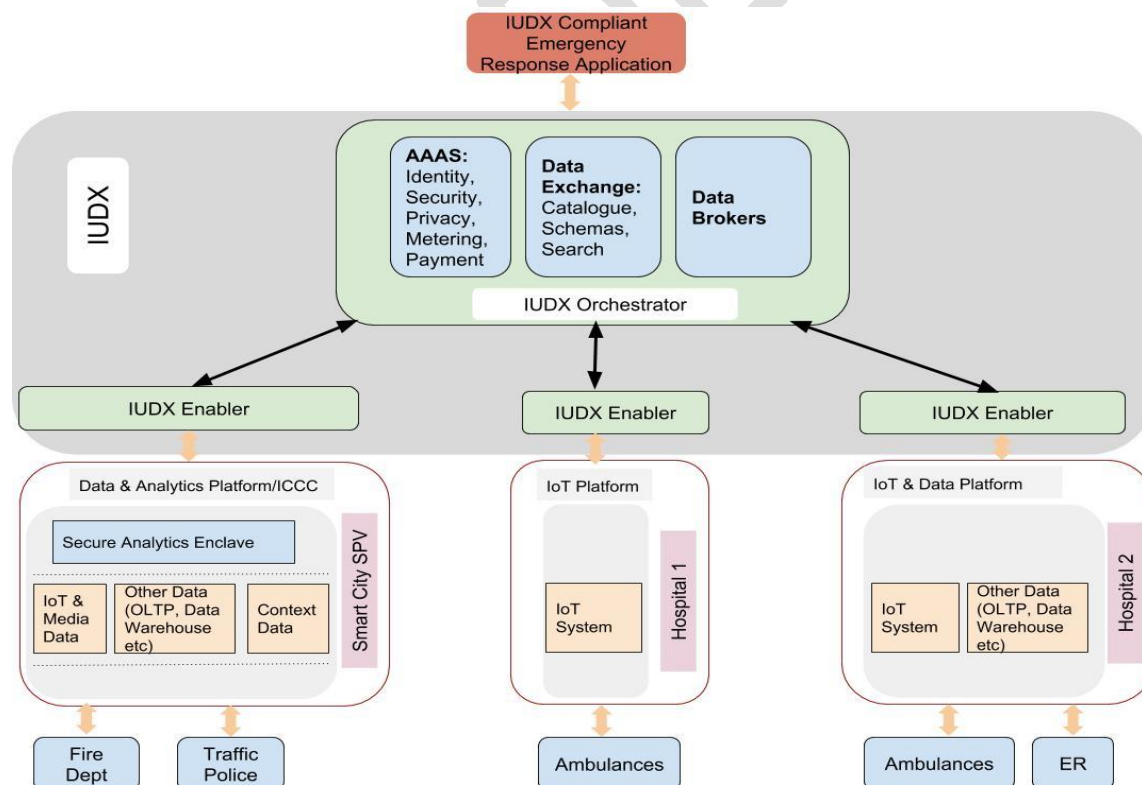 IUDX Compliant
Emergency
Response Application
IUDX
AAAS:
Identity,
Security,
Privacy,
Metering,
Payment
Data
Exchange:
Catalogue,
Schemas,
Search
Data
Brokers
IUDX Orchestrator
IUDX Enabler
IUDX Enabler
IUDX Enabler
Data & Analytics Platform/ICCC
Secure Analytics Enclave
IoT &
Media
Data
Other Data
(OLTP, Data
Warehouse
etc)
Context
Data
Smart City SPV
IoT Platform
IoT
System
Hospital 1
IoT & Data Platform
IoT
System
Other Data
(OLTP, Data
Warehouse
etc)
Hospital 2
Fire
Dept
Traffic
Police
Ambulances
Ambulances
ER